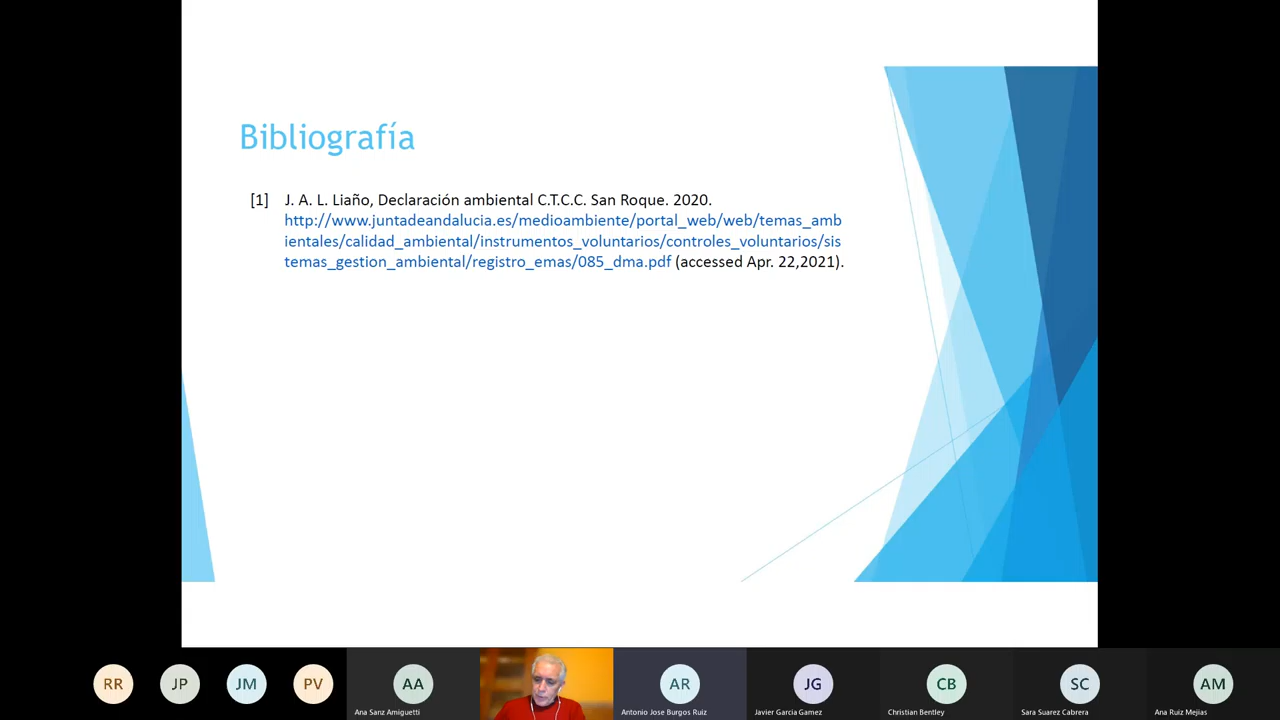 Bibliografía
[1] J. A. L. Liaño, Declaración ambiental C.T.C.C. San Roque. 2020.
http://www.juntadeandalucia.es/medioambiente/portal_web/web/temas_amb
ientales/calidad_ambiental/instrumentos_voluntarios/controles_voluntarios/sis
temas_gestion_ambiental/registro_emas/085_dma.pdf (accessed Apr. 22,2021).
RR JP JM PV AA AR JG CB SC AM
Ana Sanz Amiguetti Antonio Jose Burgos Ruiz Javier Garcia Gamez Christian Bentley Sara Suarez Cabrera Ana Ruiz Mejias